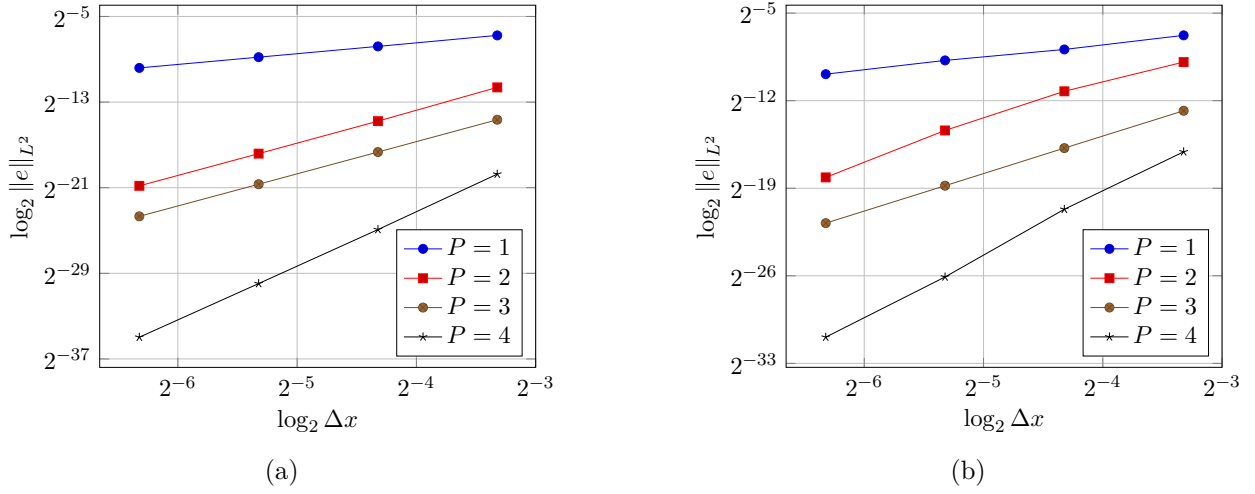 2^{-5}
2^{-13}
2^{-21}
2^{-29}
2^{-37}
log_2 ||e||_{L^2}
2^{-6} 2^{-5} 2^{-4} 2^{-3}
log_2 Δx
P = 1
P = 2
P = 3
P = 4
(a)
2^{-5}
2^{-12}
2^{-19}
2^{-26}
2^{-33}
log_2 ||e||_{L^2}
2^{-6} 2^{-5} 2^{-4} 2^{-3}
log_2 Δx
P = 1
P = 2
P = 3
P = 4
(b)